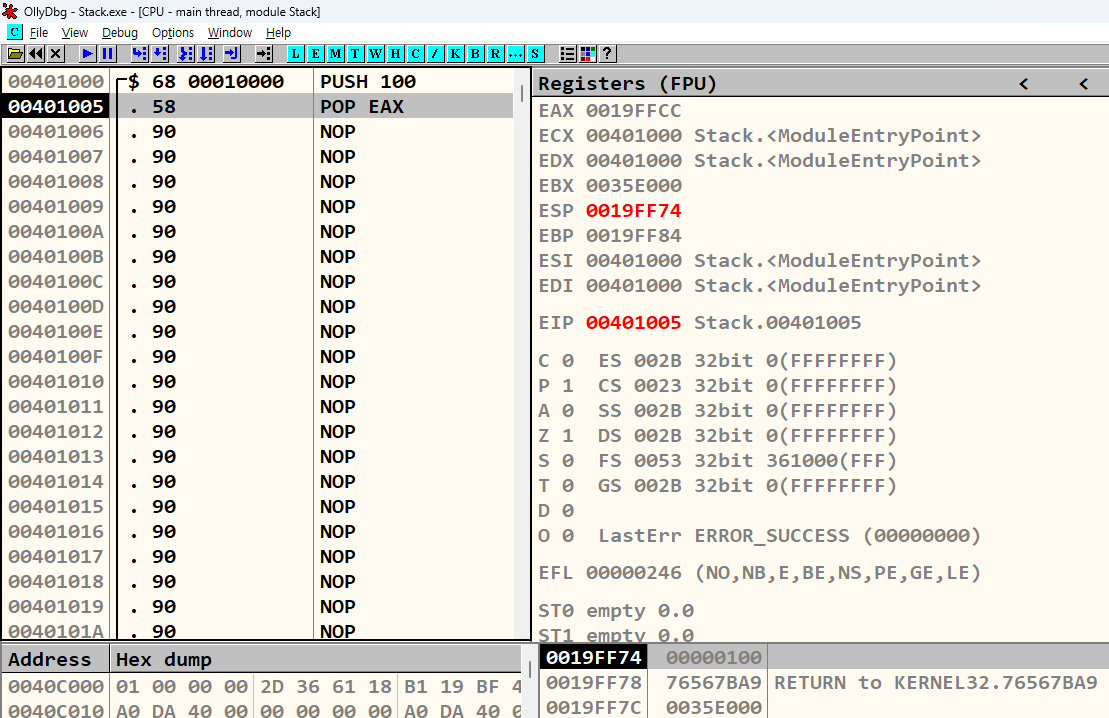 OllyDbg - Stack.exe - [CPU - main thread, module Stack]
C File View Debug Options Window Help
L E M T W H C / K B R ... S ?
00401000 $ 68 00010000 PUSH 100
00401005 . 58 POP EAX
00401006 . 90 NOP
00401007 . 90 NOP
00401008 . 90 NOP
00401009 . 90 NOP
0040100A . 90 NOP
0040100B . 90 NOP
0040100C . 90 NOP
0040100D . 90 NOP
0040100E . 90 NOP
0040100F . 90 NOP
00401010 . 90 NOP
00401011 . 90 NOP
00401012 . 90 NOP
00401013 . 90 NOP
00401014 . 90 NOP
00401015 . 90 NOP
00401016 . 90 NOP
00401017 . 90 NOP
00401018 . 90 NOP
00401019 . 90 NOP
0040101A . 90 NOP
Registers (FPU) < <
EAX 0019FFCC
ECX 00401000 Stack.<ModuleEntryPoint>
EDX 00401000 Stack.<ModuleEntryPoint>
EBX 0035E000
ESP 0019FF74
EBP 0019FF84
ESI 00401000 Stack.<ModuleEntryPoint>
EDI 00401000 Stack.<ModuleEntryPoint>
EIP 00401005 Stack.00401005
C 0 ES 002B 32bit 0(FFFFFFFF)
P 1 CS 0023 32bit 0(FFFFFFFF)
A 0 SS 002B 32bit 0(FFFFFFFF)
Z 1 DS 002B 32bit 0(FFFFFFFF)
S 0 FS 0053 32bit 361000(FFF)
T 0 GS 002B 32bit 0(FFFFFFFF)
D 0
O 0 LastErr ERROR_SUCCESS (00000000)
EFL 00000246 (NO,NB,E,BE,NS,PE,GE,LE)
ST0 empty 0.0
ST1 empty 0.0
Address Hex dump
0040C000 01 00 00 00 2D 36 61 18 B1 19 BF 4
0040C010 A0 DA 40 00 00 00 00 00 A0 DA 40 0
0019FF74 00000100
0019FF78 76567BA9 RETURN to KERNEL32.76567BA9
0019FF7C 0035E000